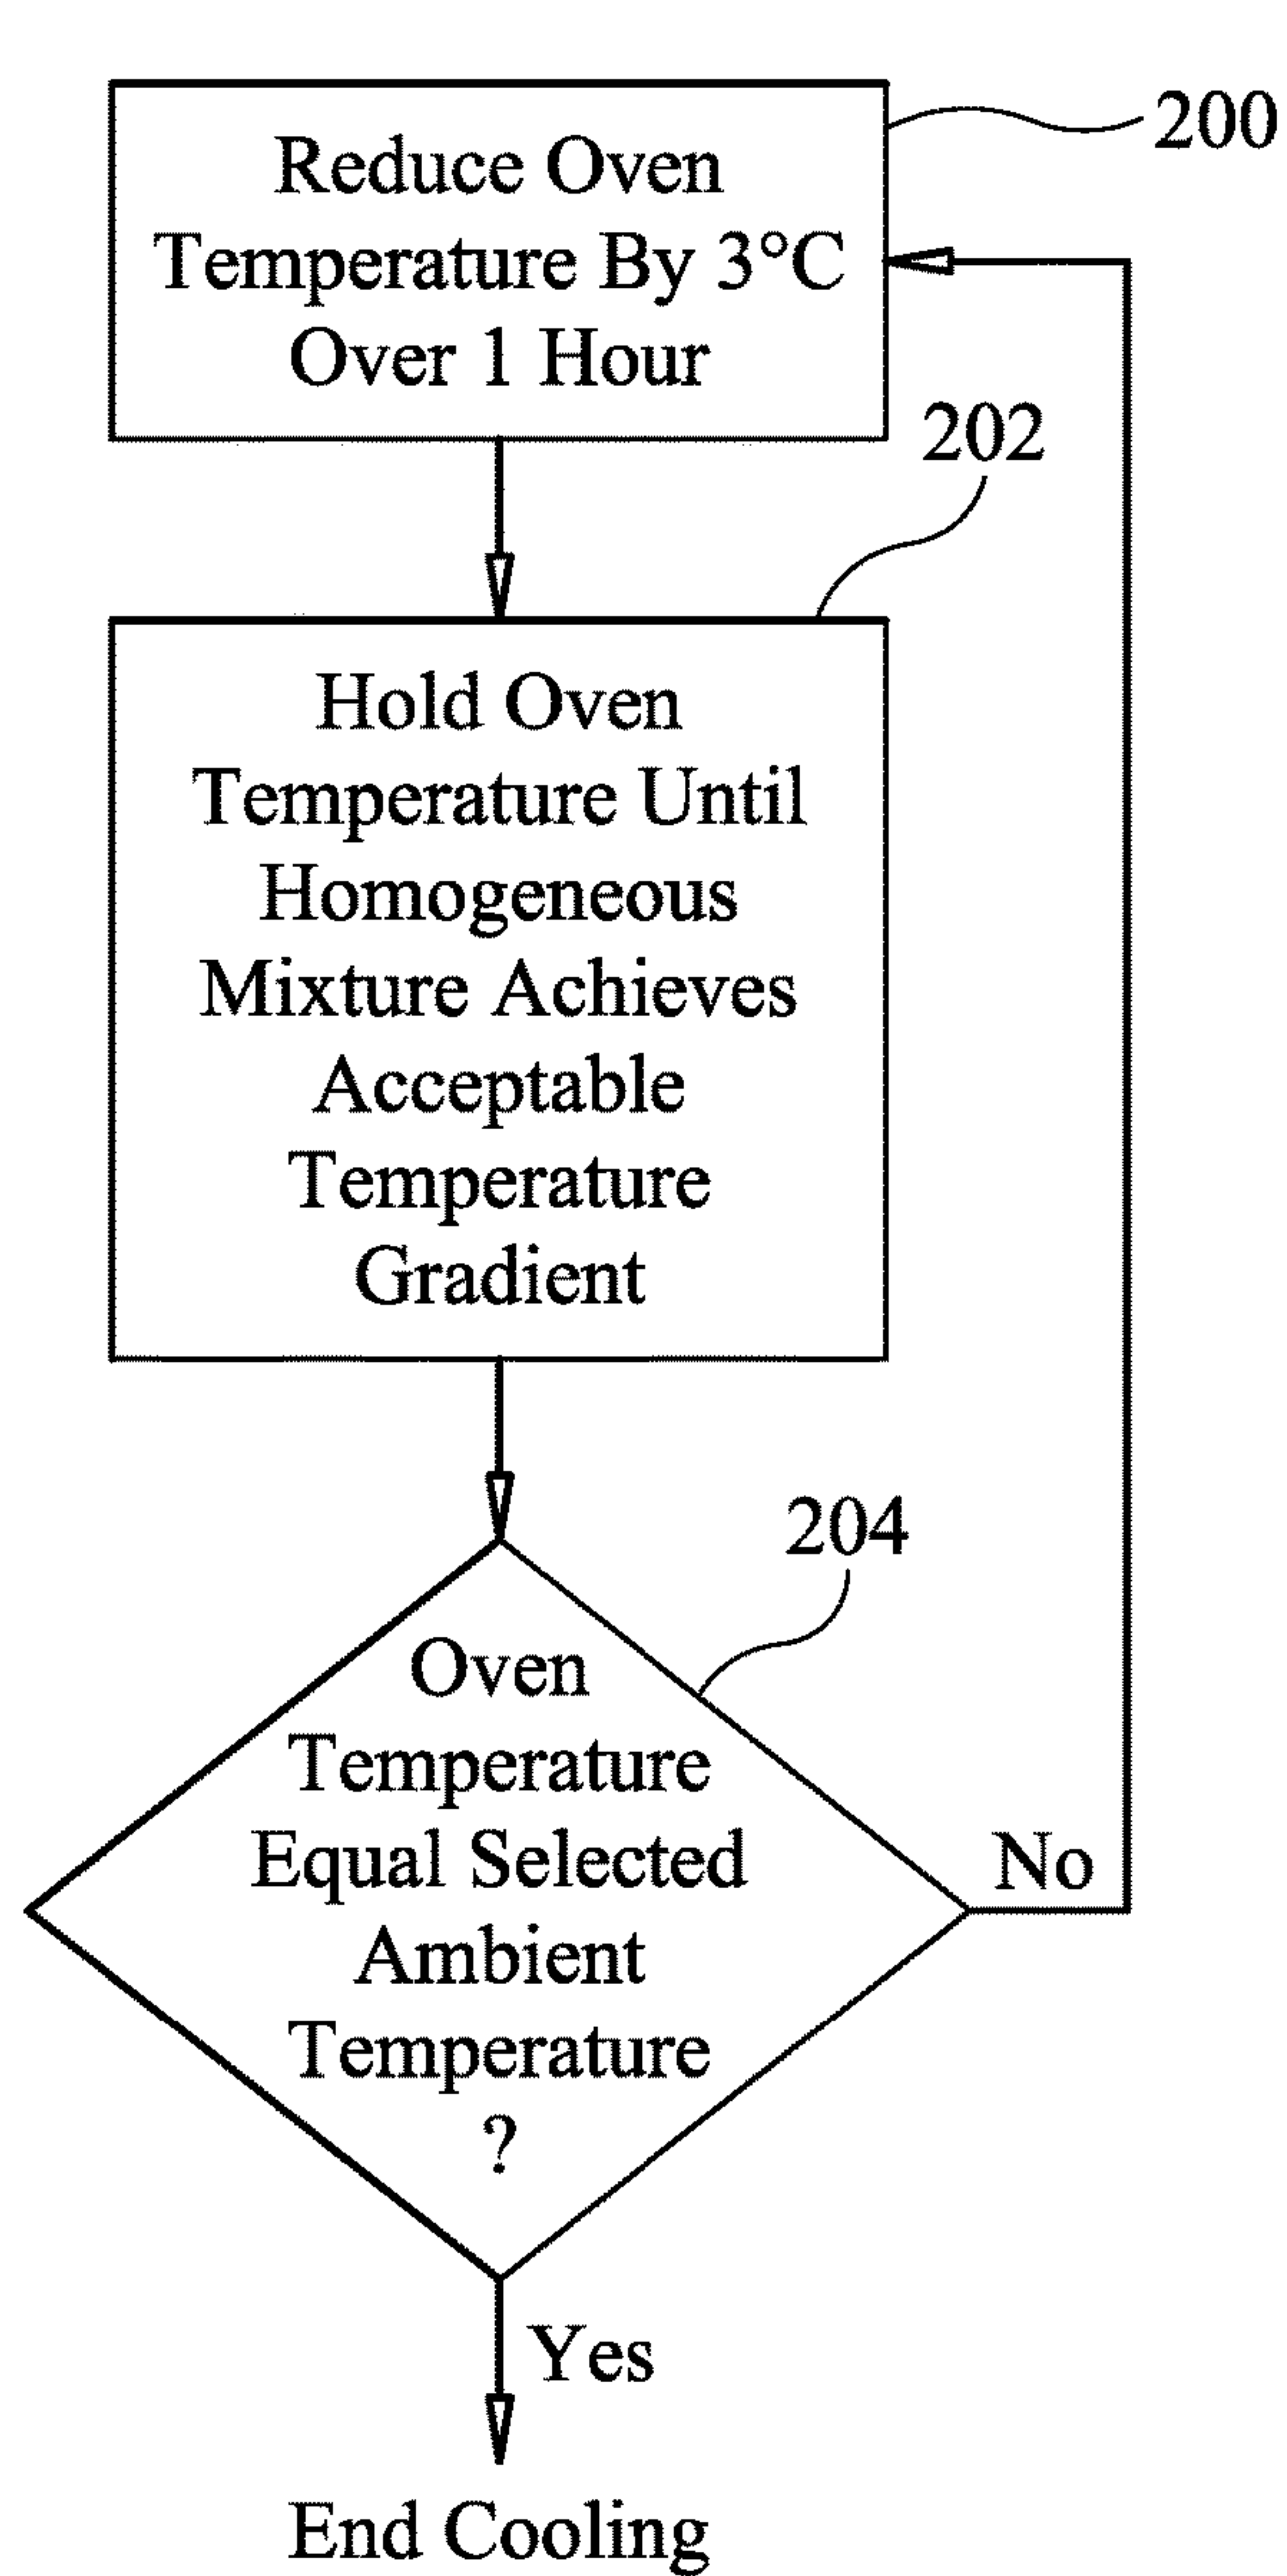 200
Reduce Oven
Temperature By 3°C
Over 1 Hour
202
Hold Oven
Temperature Until
Homogeneous
Mixture Achieves
Acceptable
Temperature
Gradient
204
Oven
Temperature
Equal Selected
Ambient
Temperature
?
No
Yes
End Cooling